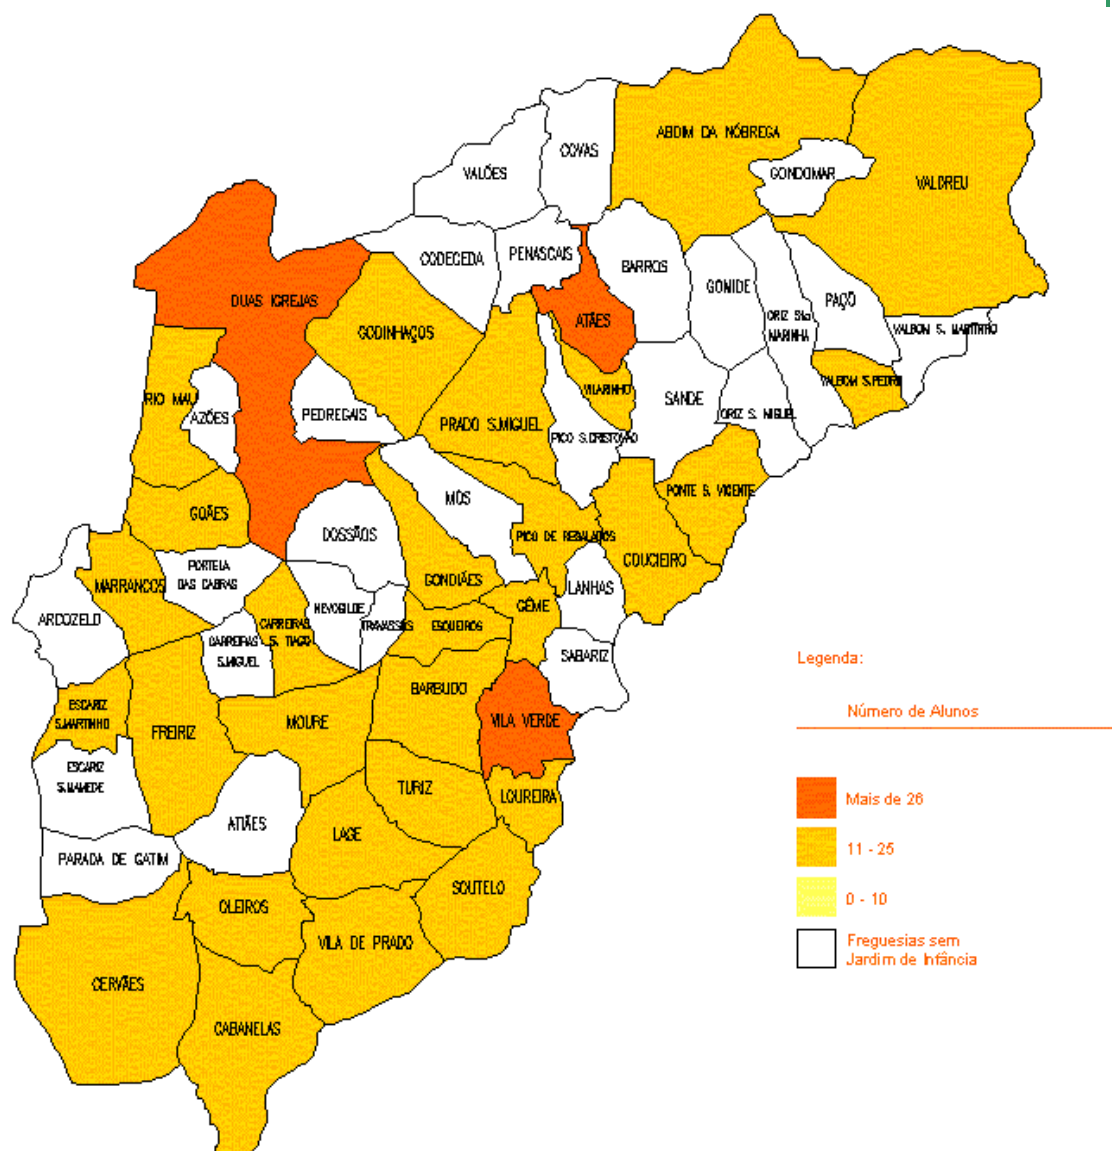 ABDIM DA NÓBREGA
COVAS
VALÕES
GONDOMAR
VALDREU
CODECEDA
PENASCAIS
BARROS
GOMIDE
DUAS IGREJAS
PAÇÔ
ATÃES
ORIZ Sta
MARINHA
VALBOM S. MARTINHO
GODINHAÇOS
VILARINHO
VALBOM S.PEDRO
RIO MAU
AZÕES
PEDREGAIS
PRADO S.MIGUEL
SANDE
ORIZ S. MIGUEL
PICO S.CRISTOVÃO
MÓS
PONTE S. VICENTE
GOÃES
DOSSÃOS
PICO DE REGALADOS
COUCIEIRO
MARRANCOS
PORTELA
DAS CABRAS
GONDIÃES
LANHAS
ARCOZELO
NEVOGILDE
GÊME
CARREIRAS
S. TIAGO
TRAVASSÓS
ESQUEIROS
CARREIRAS
S.MIGUEL
SABARIZ
BARBUDO
ESCARIZ
S.MARTINHO
FREIRIZ
MOURE
VILA VERDE
ESCARIZ
S.MAMEDE
TURIZ
LOUREIRA
ATIÃES
LAGE
PARADA DE GATIM
SOUTELO
OLEIROS
VILA DE PRADO
CERVÃES
CABANELAS
Legenda:
Número de Alunos
Mais de 26
11 - 25
0 - 10
Freguesias sem
Jardim de Infância